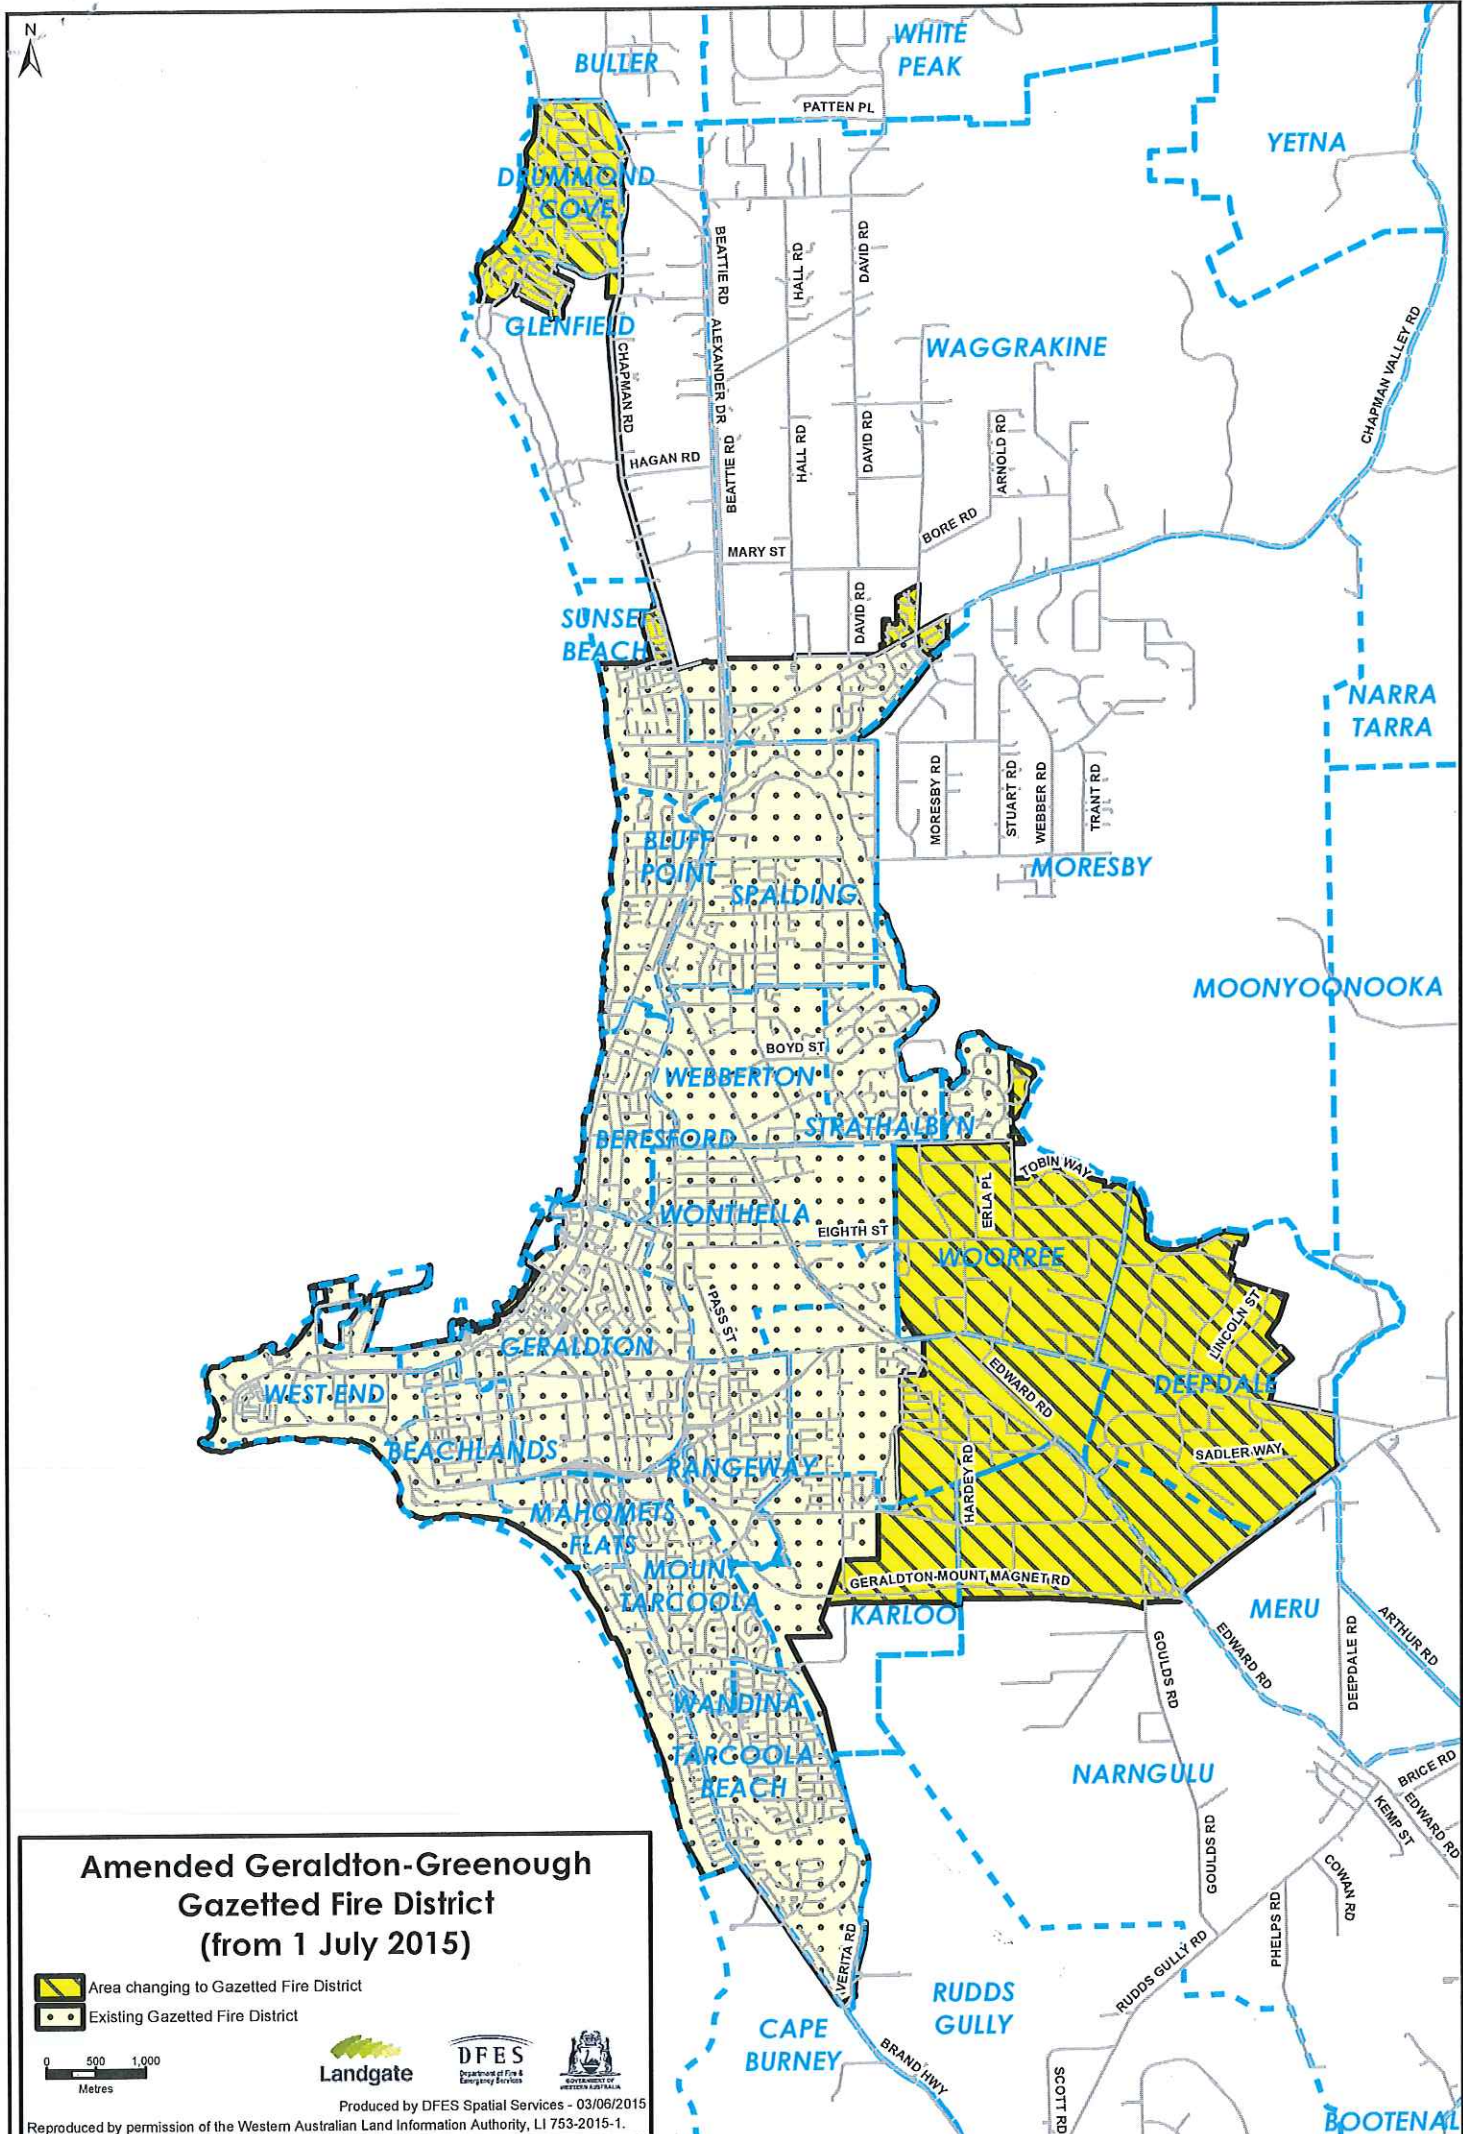 N
BULLER
WHITE
PEAK
PATTEN PL
YETNA
DRUMMOND
COVE
BEATTIE RD
HALL RD
DAVID RD
GLENFIELD
WAGGRAKINE
CHAPMAN RD
ALEXANDER DR
CHAPMAN VALLEY RD
HAGAN RD
BEATTIE RD
HALL RD
DAVID RD
ARNOLD RD
BORE RD
MARY ST
DAVID RD
SUNSET
BEACH
NARRA
TARRA
MORESBY RD
STUART RD
WEBBER RD
TRANT RD
BLUFF
POINT
SPALDING
MORESBY
MOONYOONOOKA
BOYD ST
WEBBERTON
BERESFORD
STRATHALBYN
TOBIN WAY
ERLA PL
WONTHELLA
EIGHTH ST
WOORREE
PASS ST
LINCOLN ST
GERALDTON
EDWARD RD
WEST END
DEEPDALE
BEACHLANDS
RANGEWAY
HARDEY RD
SADLER WAY
MAHOMETS
FLATS
MOUNT
TARCOOLA
GERALDTON-MOUNT MAGNET RD
KARLOO
MERU
GOULDS RD
EDWARD RD
DEEPDALE RD
ARTHUR RD
WANDINA
TARCOOLA
BEACH
NARNGULU
BRICE RD
KEMP ST
EDWARD RD
GOULDS RD
COWAN RD
PHELPS RD
VERITA RD
RUDDS GULLY RD
RUDDS
GULLY
CAPE
BURNEY
BRAND HWY
SCOTT RD
BOOTENAL
Amended Geraldton-Greenough
Gazetted Fire District
(from 1 July 2015)
Area changing to Gazetted Fire District
Existing Gazetted Fire District
0 500 1,000
Metres
Landgate
DFES
Department of Fire &
Emergency Services
GOVERNMENT OF
WESTERN AUSTRALIA
Produced by DFES Spatial Services - 03/06/2015
Reproduced by permission of the Western Australian Land Information Authority, LI 753-2015-1.